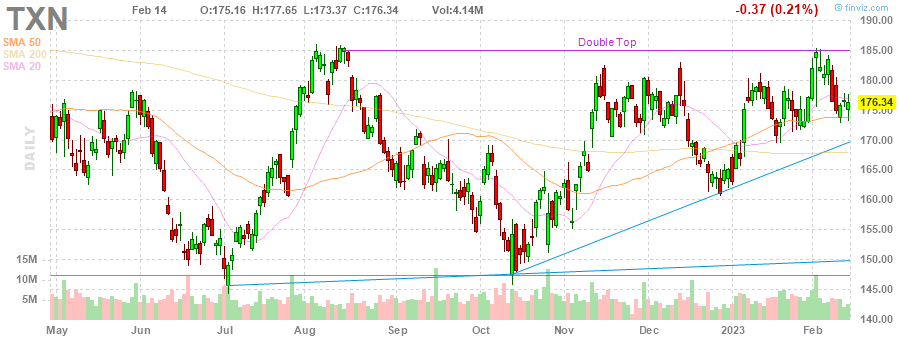 TXN Feb 14 O:175.16 H:177.65 L:173.37 C:176.34 Vol:4.14M -0.37 (0.21%) © finviz.com
SMA 50
SMA 200
SMA 20
DAILY
Double Top
190.00
185.00
180.00
176.34
175.00
170.00
165.00
160.00
155.00
150.00
145.00
140.00
15M
10M
5M
May Jun Jul Aug Sep Oct Nov Dec 2023 Feb